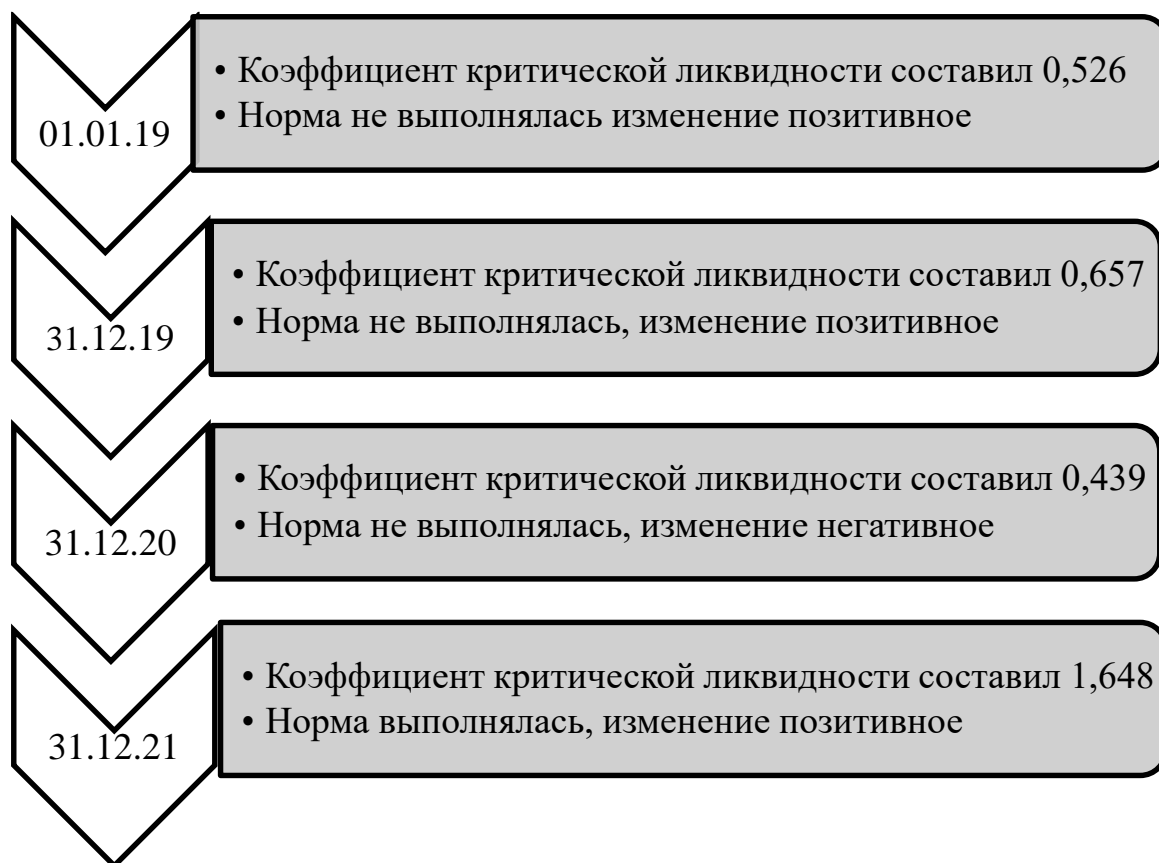 01.01.19
• Коэффициент критической ликвидности составил 0,526
• Норма не выполнялась изменение позитивное
31.12.19
• Коэффициент критической ликвидности составил 0,657
• Норма не выполнялась, изменение позитивное
31.12.20
• Коэффициент критической ликвидности составил 0,439
• Норма не выполнялась, изменение негативное
31.12.21
• Коэффициент критической ликвидности составил 1,648
• Норма выполнялась, изменение позитивное